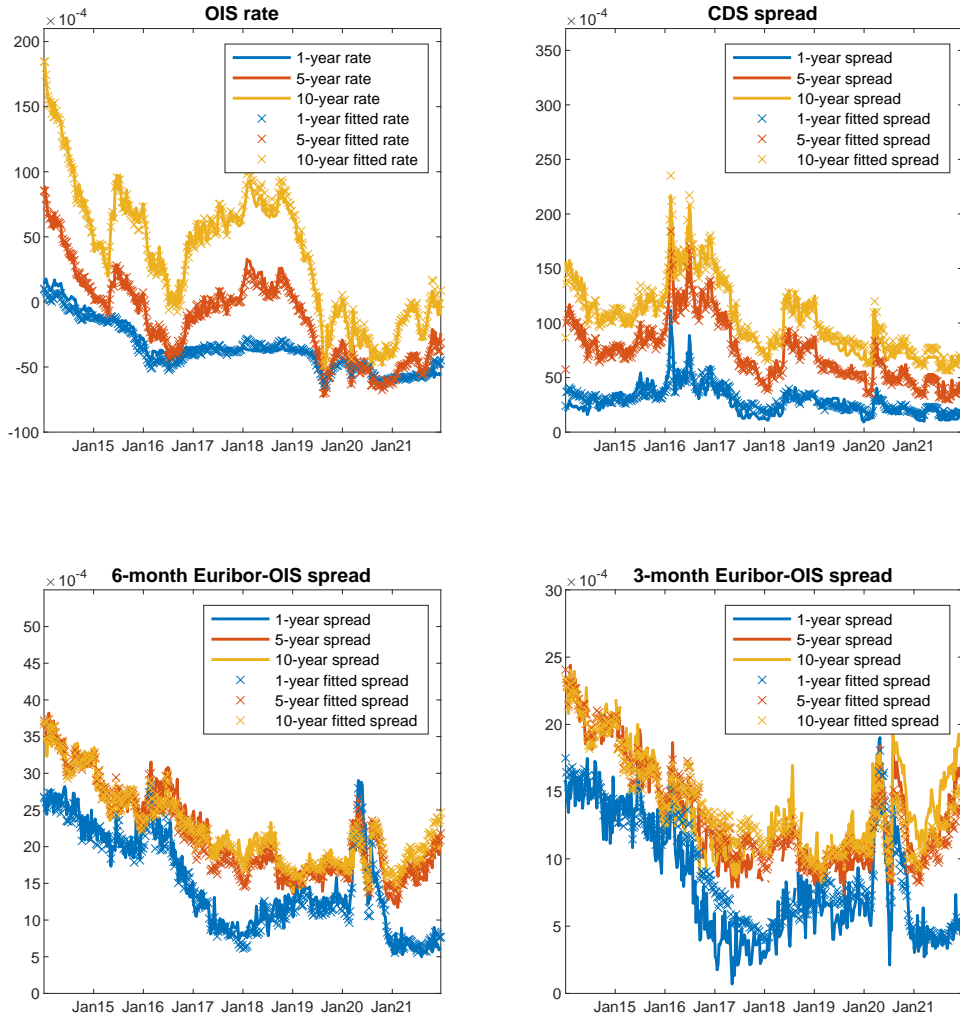 OIS rate
× 10-4
200
150
100
50
0
-50
-100
Jan15 Jan16 Jan17 Jan18 Jan19 Jan20 Jan21
1-year rate
5-year rate
10-year rate
1-year fitted rate
5-year fitted rate
10-year fitted rate
CDS spread
× 10-4
350
300
250
200
150
100
50
0
Jan15 Jan16 Jan17 Jan18 Jan19 Jan20 Jan21
1-year spread
5-year spread
10-year spread
1-year fitted spread
5-year fitted spread
10-year fitted spread
6-month Euribor-OIS spread
× 10-4
50
45
40
35
30
25
20
15
10
5
0
Jan15 Jan16 Jan17 Jan18 Jan19 Jan20 Jan21
1-year spread
5-year spread
10-year spread
1-year fitted spread
5-year fitted spread
10-year fitted spread
3-month Euribor-OIS spread
× 10-4
30
25
20
15
10
5
0
Jan15 Jan16 Jan17 Jan18 Jan19 Jan20 Jan21
1-year spread
5-year spread
10-year spread
1-year fitted spread
5-year fitted spread
10-year fitted spread